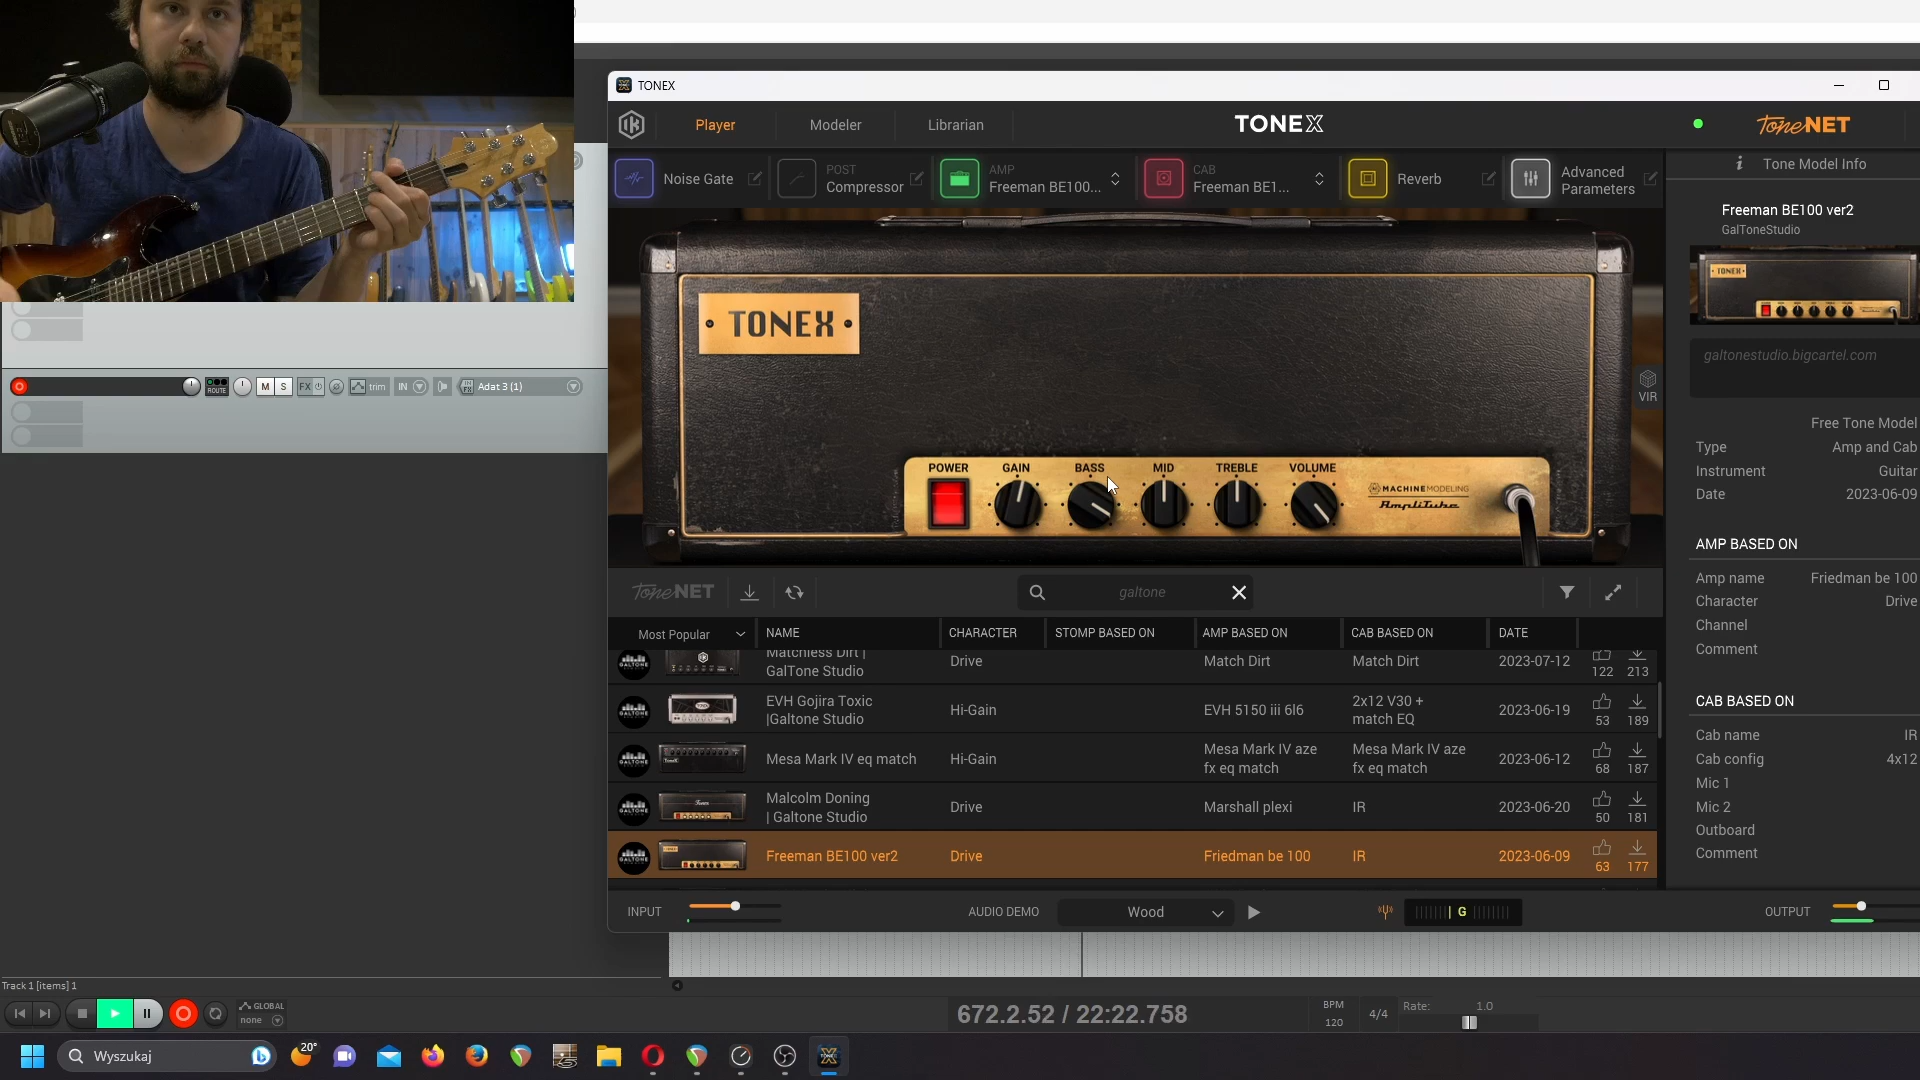 TONEX
Player
Modeler
Librarian
TONEX
ToneNET
Noise Gate
POST
Compressor
AMP
Freeman BE100...
CAB
Freeman BE1...
Reverb
Advanced
Parameters
Tone Model Info
Freeman BE100 ver2
GalToneStudio
TONEX
galtonestudio.bigcartel.com
TONEX
VIR
POWER
GAIN
BASS
MID
TREBLE
VOLUME
MACHINEMODELING
AmpliTube
ROUTE
M
S
FX
trim
IN
FX
Adat 3 (1)
Free Tone Model
Type Amp and Cab
Instrument Guitar
Date 2023-06-09
AMP BASED ON
Amp name Friedman be 100
Character Drive
Channel
Comment
CAB BASED ON
Cab name IR
Cab config 4x12
Mic 1
Mic 2
Outboard
Comment
ToneNET
galtone
Most Popular
NAME
CHARACTER
STOMP BASED ON
AMP BASED ON
CAB BASED ON
DATE
Matchless Dirt |
GalTone Studio
Drive
Match Dirt
Match Dirt
2023-07-12
122
213
EVH Gojira Toxic
|Galtone Studio
Hi-Gain
EVH 5150 iii 6l6
2x12 V30 +
match EQ
2023-06-19
53
189
Mesa Mark IV eq match
Hi-Gain
Mesa Mark IV aze
fx eq match
Mesa Mark IV aze
fx eq match
2023-06-12
68
187
Malcolm Doning
| Galtone Studio
Drive
Marshall plexi
IR
2023-06-20
50
181
Freeman BE100 ver2
Drive
Friedman be 100
IR
2023-06-09
63
177
INPUT
AUDIO DEMO
Wood
G
OUTPUT
Track 1 [items] 1
GLOBAL
none
672.2.52 / 22:22.758
BPM
120
4/4
Rate:
1.0
Wyszukaj
20°